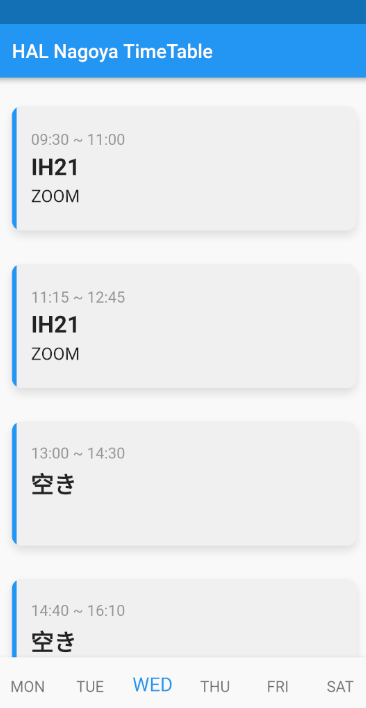 HAL Nagoya TimeTable
09:30 ~ 11:00
IH21
ZOOM
11:15 ~ 12:45
IH21
ZOOM
13:00 ~ 14:30
空き
14:40 ~ 16:10
空き
MON TUE WED THU FRI SAT